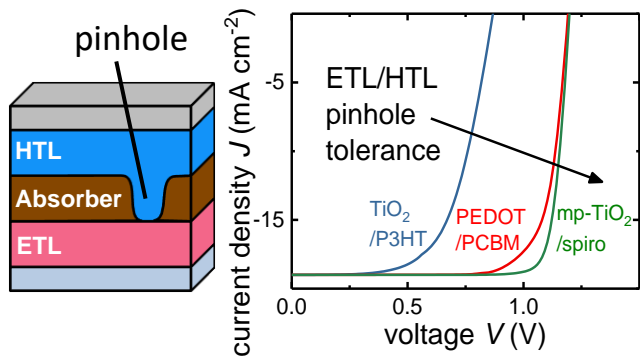 pinhole
HTL
Absorber
ETL
current density J (mA cm⁻²)
-5
-15
ETL/HTL
pinhole
tolerance
TiO₂
/P3HT
PEDOT
/PCBM
mp-TiO₂
/spiro
0.0
0.5
1.0
voltage V (V)